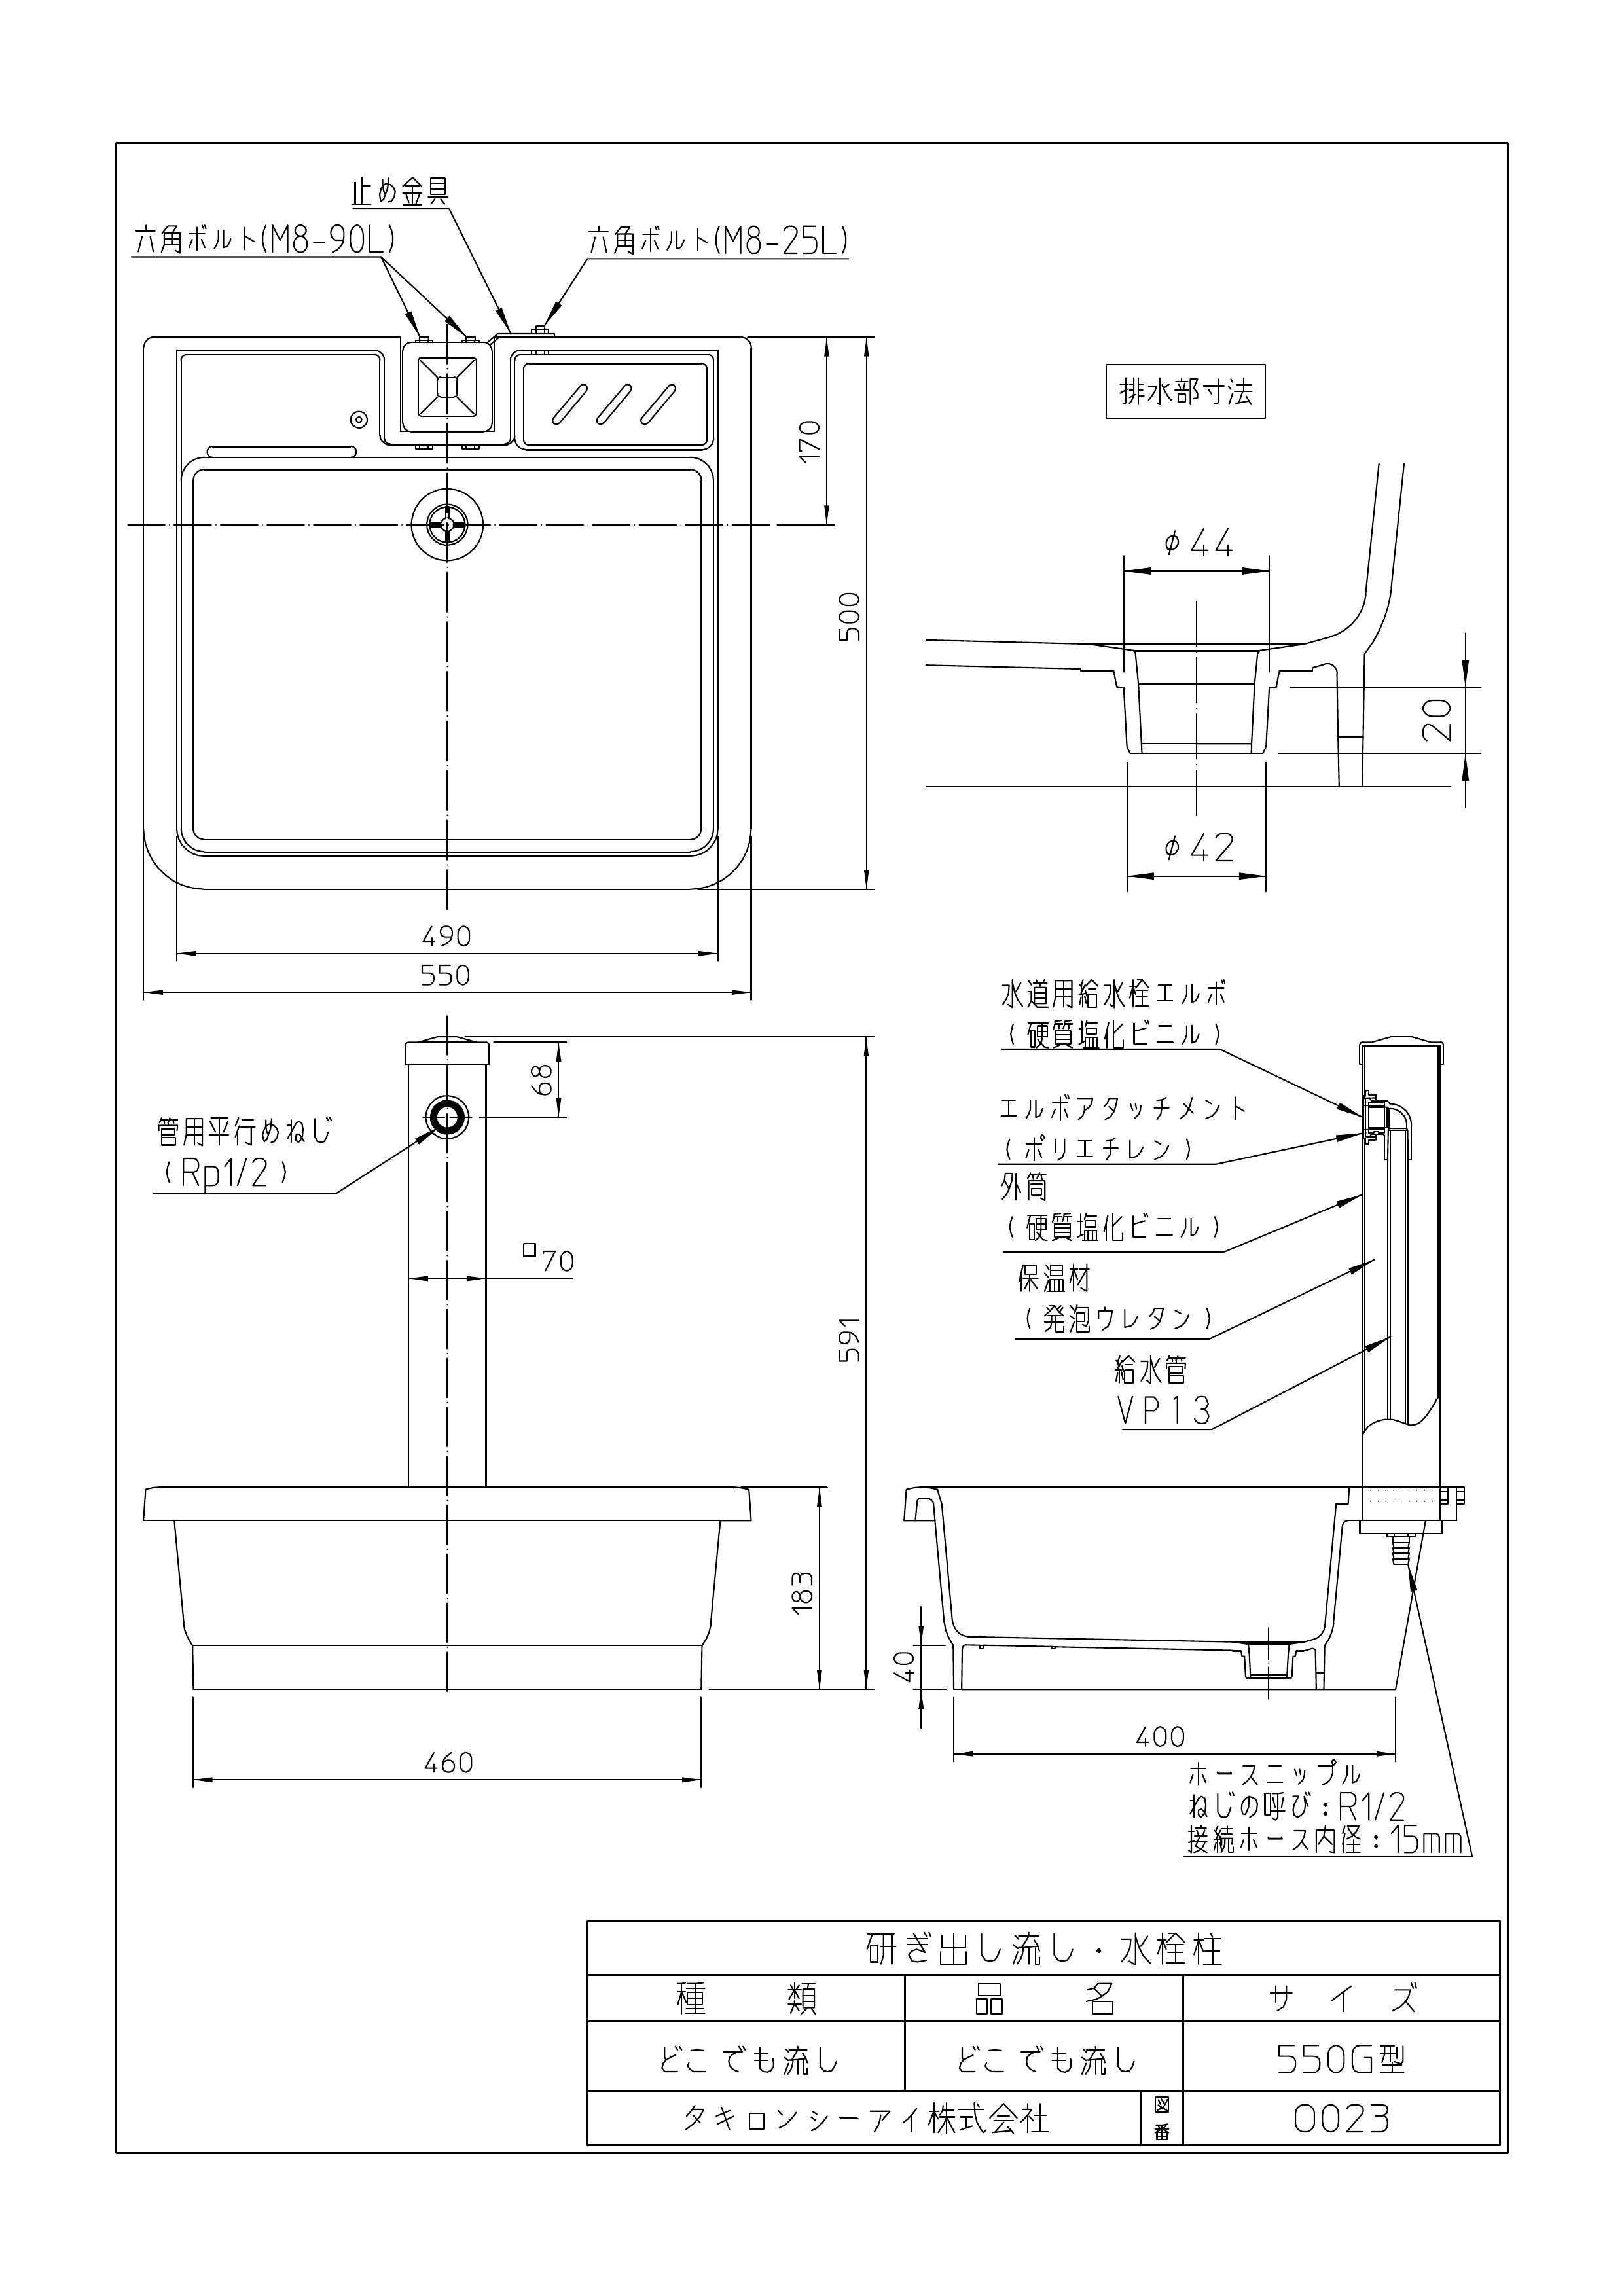 止め金具
六角ボルト(M8-90L)
六角ボルト(M8-25L)
170
500
490
550
排水部寸法
φ44
20
φ42
68
管用平行めねじ
(Rp1/2)
□70
591
183
460
水道用給水栓エルボ
(硬質塩化ビニル)
エルボアタッチメント
(ポリエチレン)
外筒
(硬質塩化ビニル)
保温材
(発泡ウレタン)
給水管
VP13
40
400
ホースニップル
ねじの呼び:R1/2
接続ホース内径:15mm
研ぎ出し流し・水栓柱
種 類 品 名 サ イ ズ
どこでも流し どこでも流し 550G型
タキロンシーアイ株式会社 図番 0023